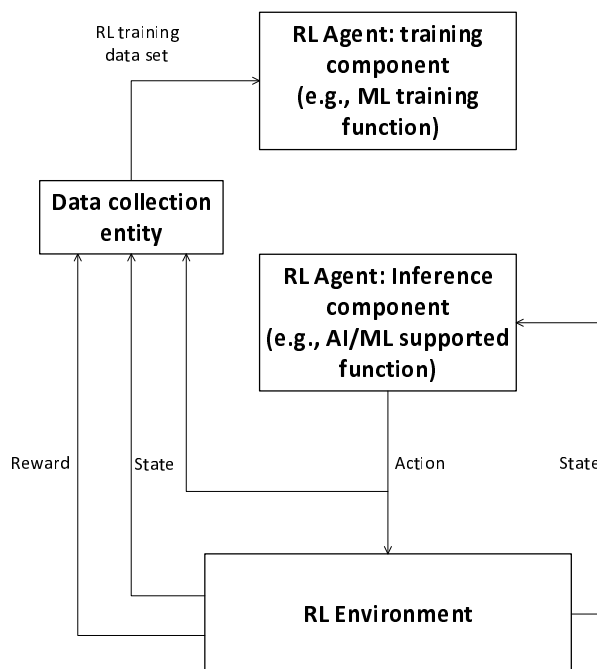 RL training
data set
RL Agent: training
component
(e.g., ML training
function)
Data collection
entity
RL Agent: Inference
component
(e.g., AI/ML supported
function)
Reward
State
Action
State
RL Environment